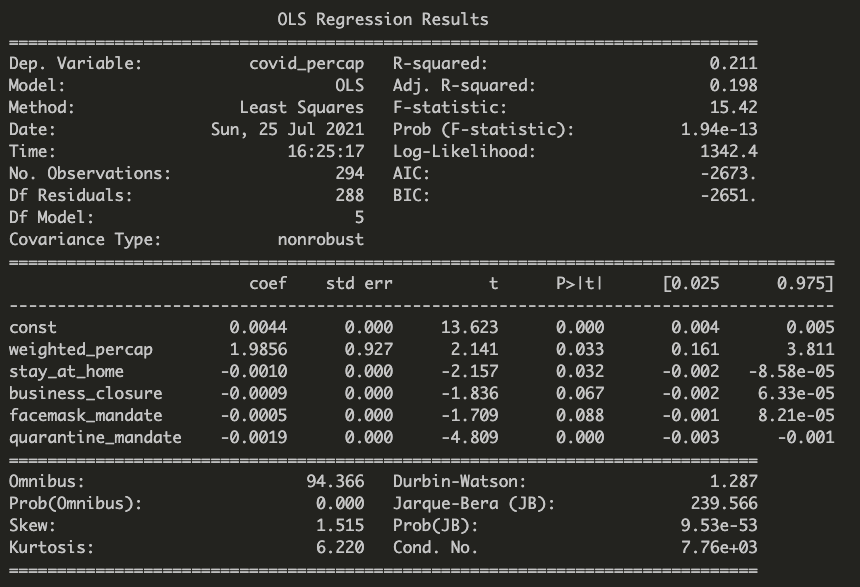 OLS Regression Results
==============================================================================
Dep. Variable: covid_percap R-squared: 0.211
Model: OLS Adj. R-squared: 0.198
Method: Least Squares F-statistic: 15.42
Date: Sun, 25 Jul 2021 Prob (F-statistic): 1.94e-13
Time: 16:25:17 Log-Likelihood: 1342.4
No. Observations: 294 AIC: -2673.
Df Residuals: 288 BIC: -2651.
Df Model: 5
Covariance Type: nonrobust
======================================================================================
coef std err t P>|t| [0.025 0.975]
--------------------------------------------------------------------------------------
const 0.0044 0.000 13.623 0.000 0.004 0.005
weighted_percap 1.9856 0.927 2.141 0.033 0.161 3.811
stay_at_home -0.0010 0.000 -2.157 0.032 -0.002 -8.58e-05
business_closure -0.0009 0.000 -1.836 0.067 -0.002 6.33e-05
facemask_mandate -0.0005 0.000 -1.709 0.088 -0.001 8.21e-05
quarantine_mandate -0.0019 0.000 -4.809 0.000 -0.003 -0.001
==============================================================================
Omnibus: 94.366 Durbin-Watson: 1.287
Prob(Omnibus): 0.000 Jarque-Bera (JB): 239.566
Skew: 1.515 Prob(JB): 9.53e-53
Kurtosis: 6.220 Cond. No. 7.76e+03
==============================================================================